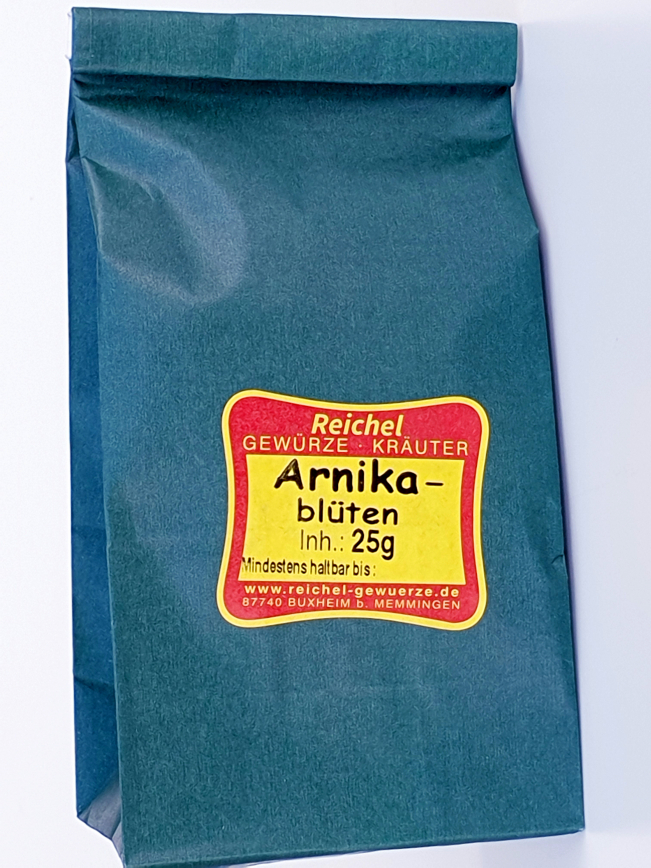 Reichel
GEWÜRZE · KRÄUTER
Arnika-
blüten
Inh.: 25g
Mindestens haltbar bis:
www.reichel-gewuerze.de
87740 BUXHEIM b. MEMMINGEN